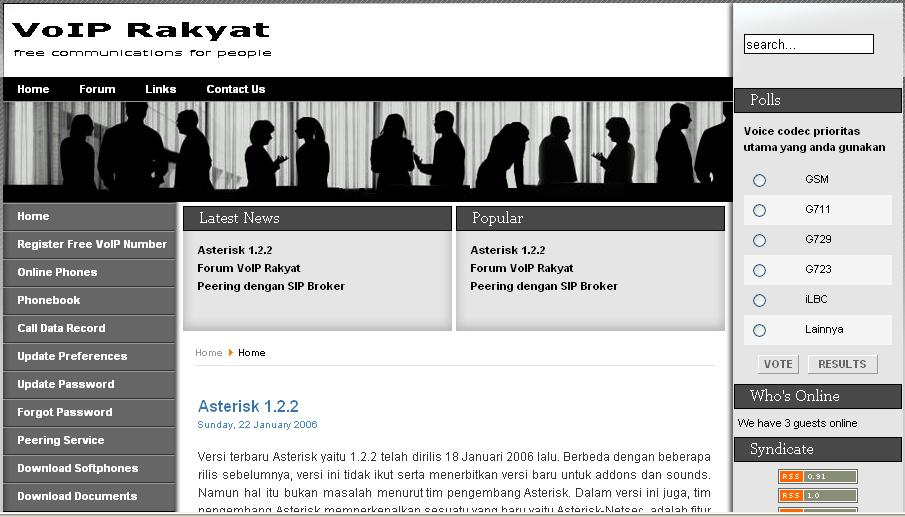 VoIP Rakyat
free communications for people
search...
Home Forum Links Contact Us
Home
Register Free VoIP Number
Online Phones
Phonebook
Call Data Record
Update Preferences
Update Password
Forgot Password
Peering Service
Download Softphones
Download Documents
Latest News
Asterisk 1.2.2
Forum VoIP Rakyat
Peering dengan SIP Broker
Popular
Asterisk 1.2.2
Forum VoIP Rakyat
Peering dengan SIP Broker
Home Home
Asterisk 1.2.2
Sunday, 22 January 2006
Versi terbaru Asterisk yaitu 1.2.2 telah dirilis 18 Januari 2006 lalu. Berbeda dengan beberapa
rilis sebelumnya, versi ini tidak ikut serta menerbitkan versi baru untuk addons dan sounds.
Namun hal itu bukan masalah menurut tim pengembang Asterisk. Dalam versi ini juga, tim
pengembang Asterisk memperkenalkan sesuatu yang baru yaitu Asterisk-Netsec, adalah fitur
Polls
Voice codec prioritas
utama yang anda gunakan
GSM
G711
G729
G723
iLBC
Lainnya
VOTE RESULTS
Who's Online
We have 3 guests online
Syndicate
RSS 0.91
RSS 1.0